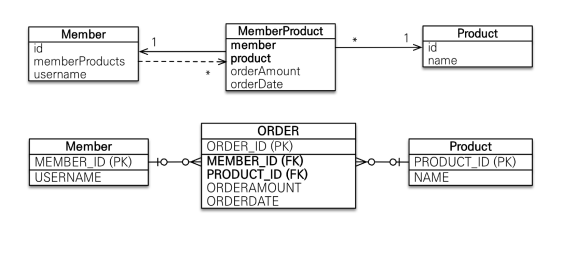 Member
id
memberProducts
username
1
*
MemberProduct
member
product
orderAmount
orderDate
*
1
Product
id
name
Member
MEMBER_ID (PK)
USERNAME
ORDER
ORDER_ID (PK)
MEMBER_ID (FK)
PRODUCT_ID (FK)
ORDERAMOUNT
ORDERDATE
Product
PRODUCT_ID (PK)
NAME